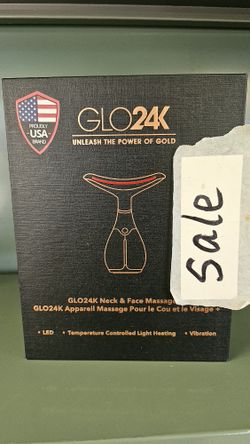 PROUDLY
USA
BRAND
GLO24K
UNLEASH THE POWER OF GOLD
Sale
GLO24K Neck & Face Massage
GLO24K Appareil Massage Pour le Cou et le Visage +
• LED • Temperature Controlled Light Heating • Vibration